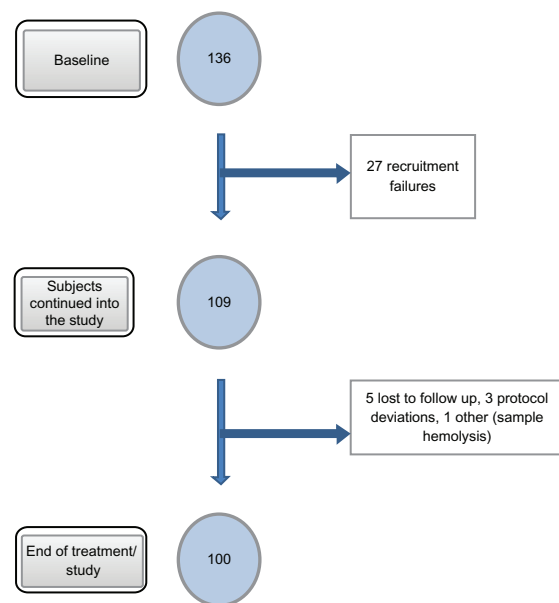 Baseline
136
27 recruitment
failures
Subjects
continued into
the study
109
5 lost to follow up, 3 protocol
deviations, 1 other (sample
hemolysis)
End of treatment/
study
100